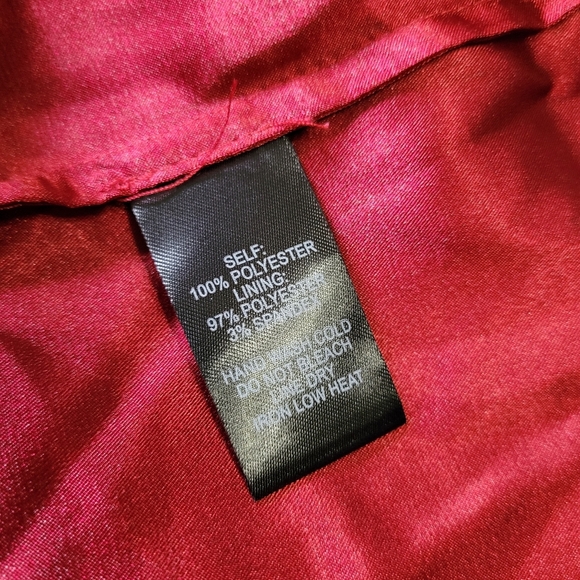 SELF:
100% POLYESTER
LINING:
97% POLYESTER
3% SPANDEX
HAND WASH COLD
DO NOT BLEACH
LINE DRY
IRON LOW HEAT